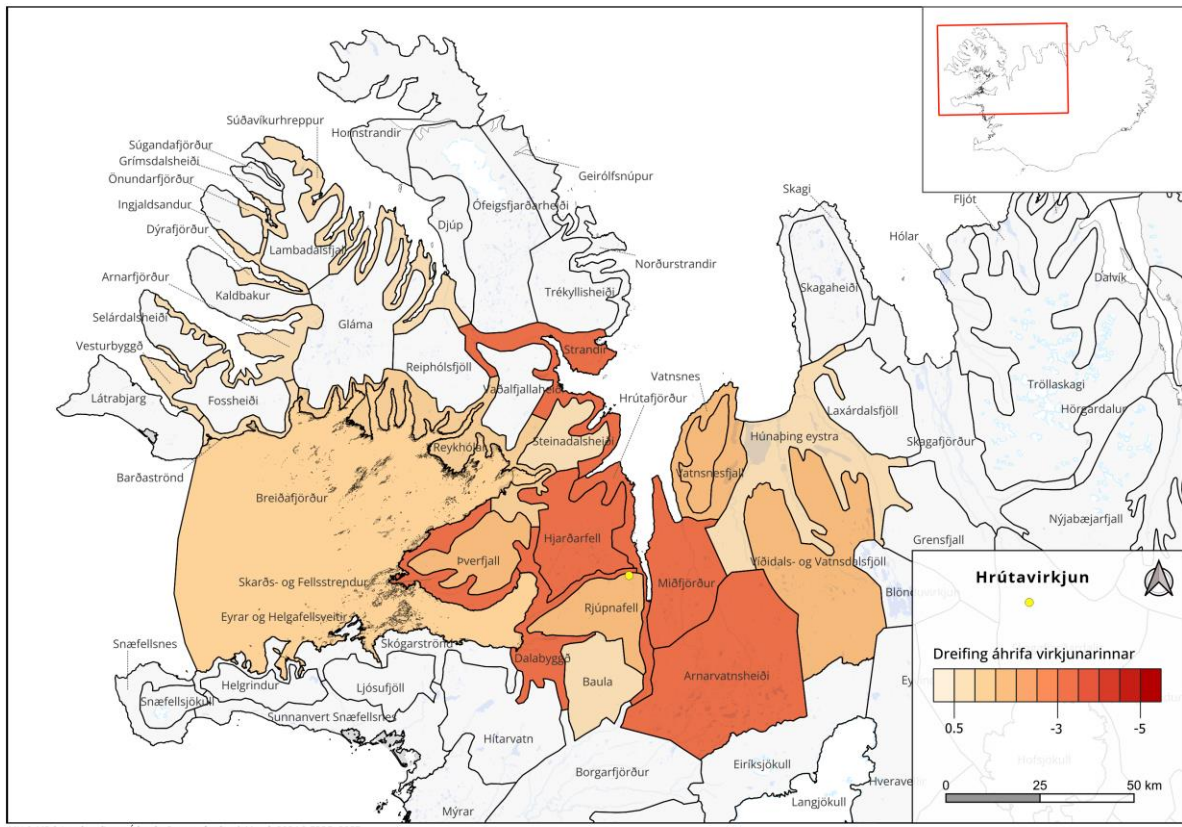 Súðavíkurhreppur
Súgandafjörður
Grímsdalsheiði
Önundarfjörður
Ingjaldsandur
Dýrafjörður
Arnarfjörður
Selárdalsheiði
Vesturbyggð
Látrabjarg
Barðaströnd
Hornstrandir
Geirólfsnúpur
Ófeigsfjarðarheiði
Djúp
Lambadalsfjall
Kaldbakur
Gláma
Norðurstrandir
Trékyllisheiði
Skagi
Skagaheiði
Fljót
Hólar
Dalvík
Fossheiði
Reiphólsfjöll
Strandir
Vaðalfjallaheiði
Hrútafjörður
Vatnsnes
Laxárdalsfjöll
Tröllaskagi
Hörgárdalur
Steinadalsheiði
Reykhólar
Húnaþing eystra
Skagafjörður
Vatnsnesfjall
Breiðafjörður
Nýjabæjarfjall
Grensfjall
Hjarðarfell
Þverfjall
Víðidals- og Vatnsdalsfjöll
Skarðs- og Fellsstrendur
Miðfjörður
Blönduvirkjun
Rjúpnafell
Eyrar og Helgafellsveitir
Snæfellsnes
Skógarströnd
Dalabyggð
Baula
Arnarvatnsheiði
Helgrindur
Ljósufjöll
Snæfellsjökull
Sunnanvert Snæfellsnes
Hítarvatn
Borgarfjörður
Eiríksjökull
Mýrar
Langjökull
Hofsjökull
Hrútavirkjun
Dreifing áhrifa virkjunarinnar
0.5 -3 -5
0 25 50 km